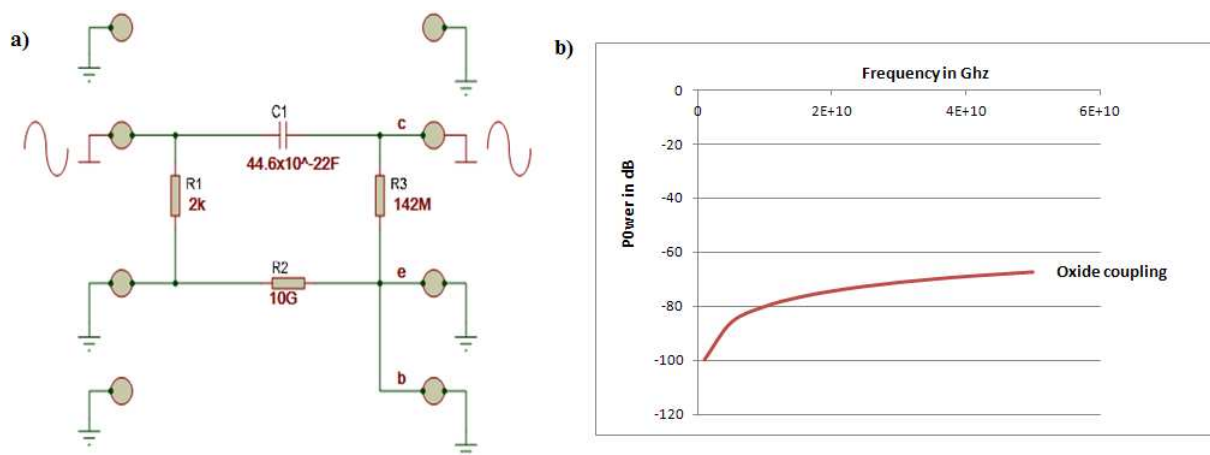 a)
C1
c
44.6x10^-22F
R1
2k
R3
142M
R2
10G
e
b
b)
Frequency in Ghz
0
0
2E+10
4E+10
6E+10
-20
-40
-60
-80
-100
-120
P0wer in dB
Oxide coupling